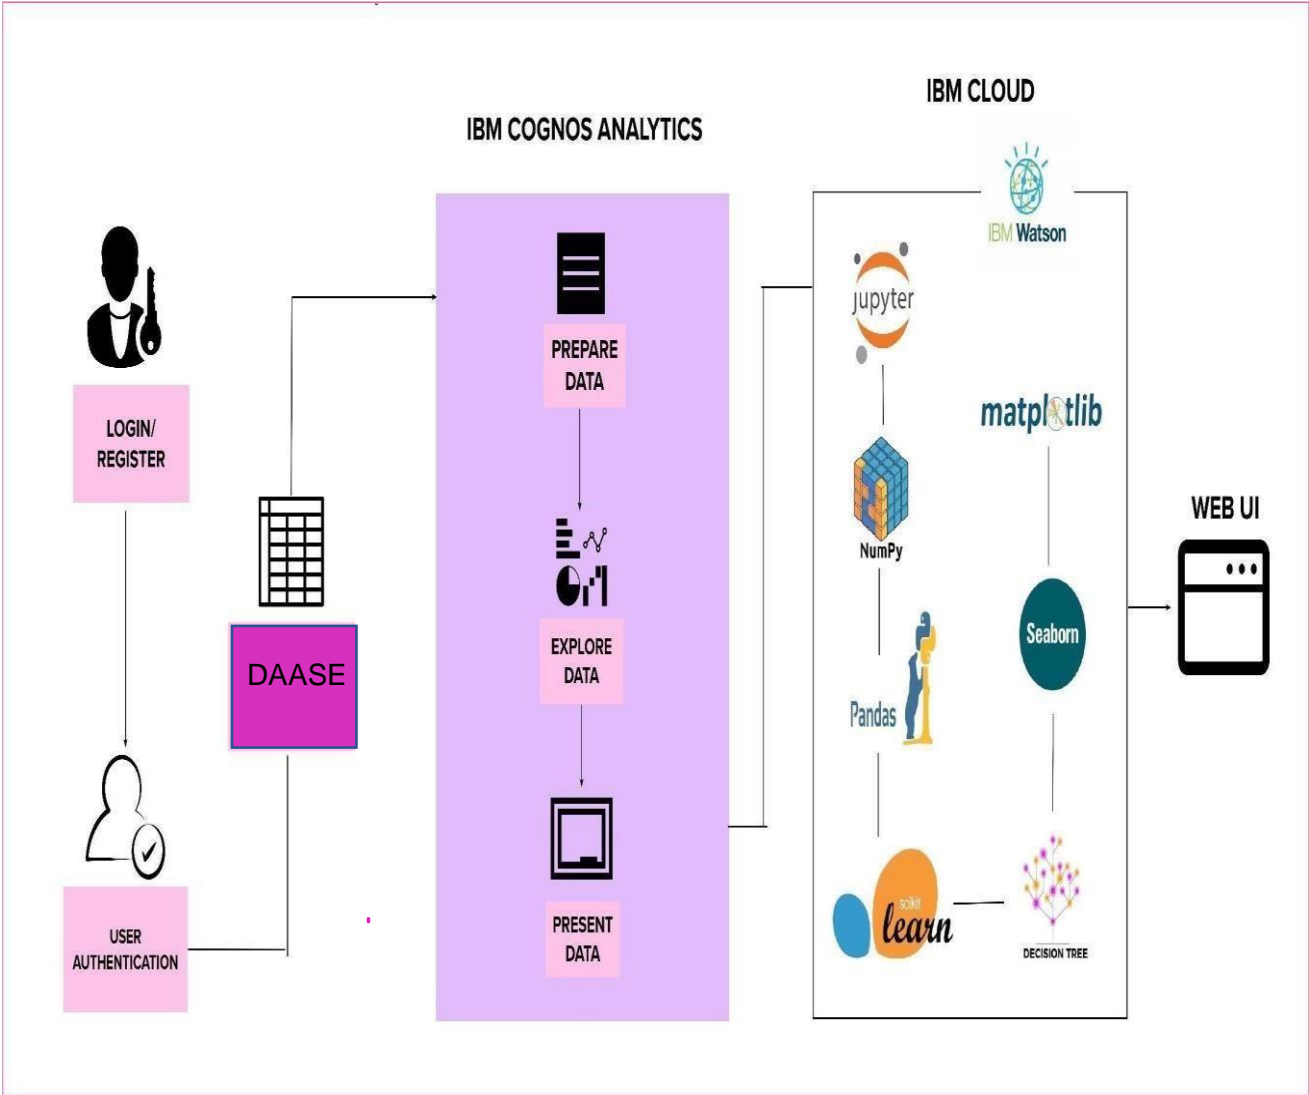 IBM CLOUD
IBM COGNOS ANALYTICS
IBM Watson
LOGIN/
REGISTER
DAASE
USER
AUTHENTICATION
PREPARE
DATA
EXPLORE
DATA
PRESENT
DATA
jupyter
NumPy
Pandas
scikit
learn
matplotlib
Seaborn
DECISION TREE
WEB UI